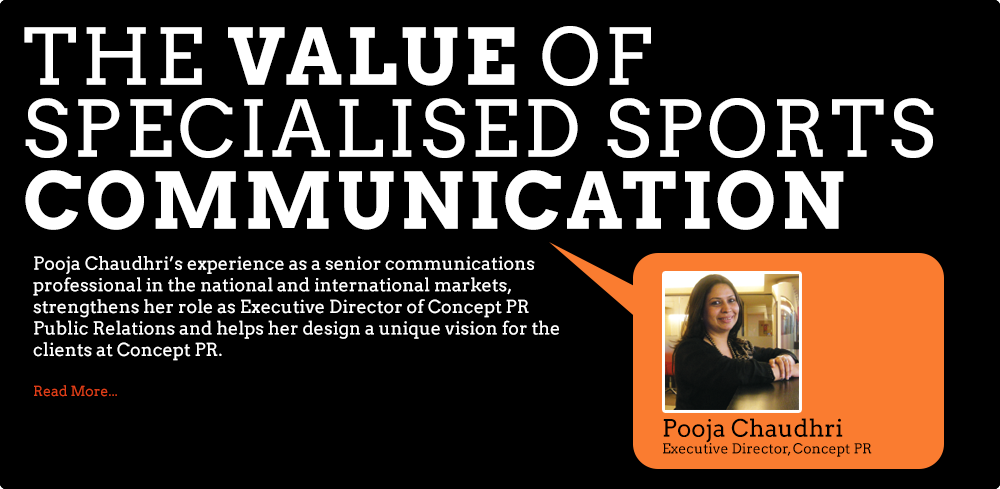 THE VALUE OF
SPECIALISED SPORTS
COMMUNICATION
Pooja Chaudhri’s experience as a senior communications
professional in the national and international markets,
strengthens her role as Executive Director of Concept PR
Public Relations and helps her design a unique vision for the
clients at Concept PR.
Read More...
Pooja Chaudhri
Executive Director, Concept PR